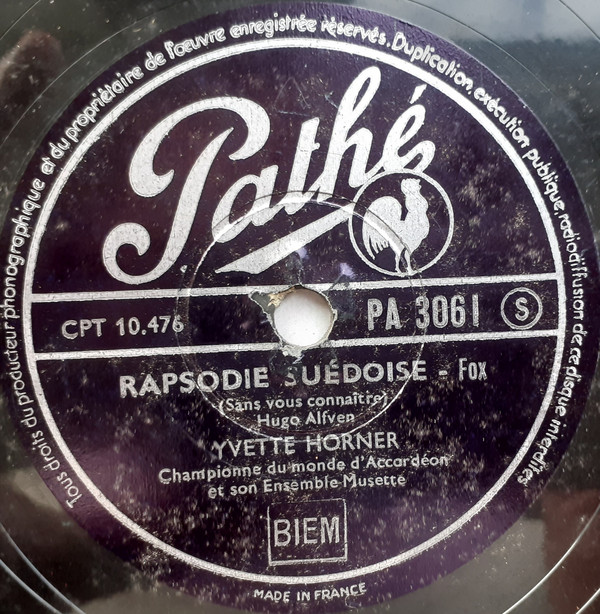 Tous droits du producteur phonographique et du propriétaire de l'œuvre enregistrée réservés. Duplication, exécution publique, radiodiffusion de ce disque interdites
Pathé
CPT 10.476
PA 3061 S
RAPSODIE SUÉDOISE - Fox
(Sans vous connaître)
Hugo Alfven
YVETTE HORNER
Championne du monde d'Accordéon
et son Ensemble Musette
BIEM
MADE IN FRANCE